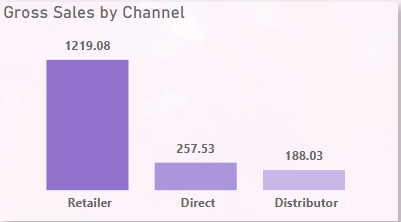 Gross Sales by Channel
1219.08
257.53
188.03
Retailer Direct Distributor